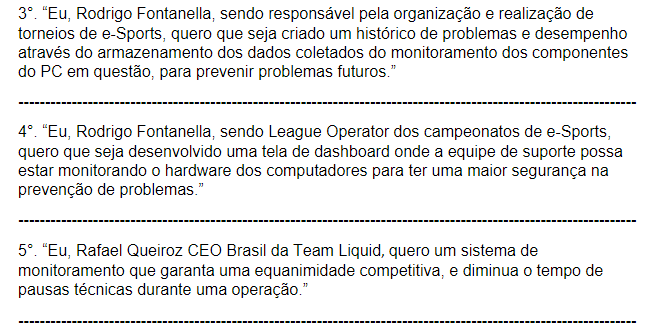 3°. “Eu, Rodrigo Fontanella, sendo responsável pela organização e realização de
torneios de e-Sports, quero que seja criado um histórico de problemas e desempenho
através do armazenamento dos dados coletados do monitoramento dos componentes
do PC em questão, para prevenir problemas futuros.”
--------------------------------------------------------------------------------------------------------------------
4°. “Eu, Rodrigo Fontanella, sendo League Operator dos campeonatos de e-Sports,
quero que seja desenvolvido uma tela de dashboard onde a equipe de suporte possa
estar monitorando o hardware dos computadores para ter uma maior segurança na
prevenção de problemas.”
--------------------------------------------------------------------------------------------------------------------
5°. “Eu, Rafael Queiroz CEO Brasil da Team Liquid, quero um sistema de
monitoramento que garanta uma equanimidade competitiva, e diminua o tempo de
pausas técnicas durante uma operação.”
--------------------------------------------------------------------------------------------------------------------